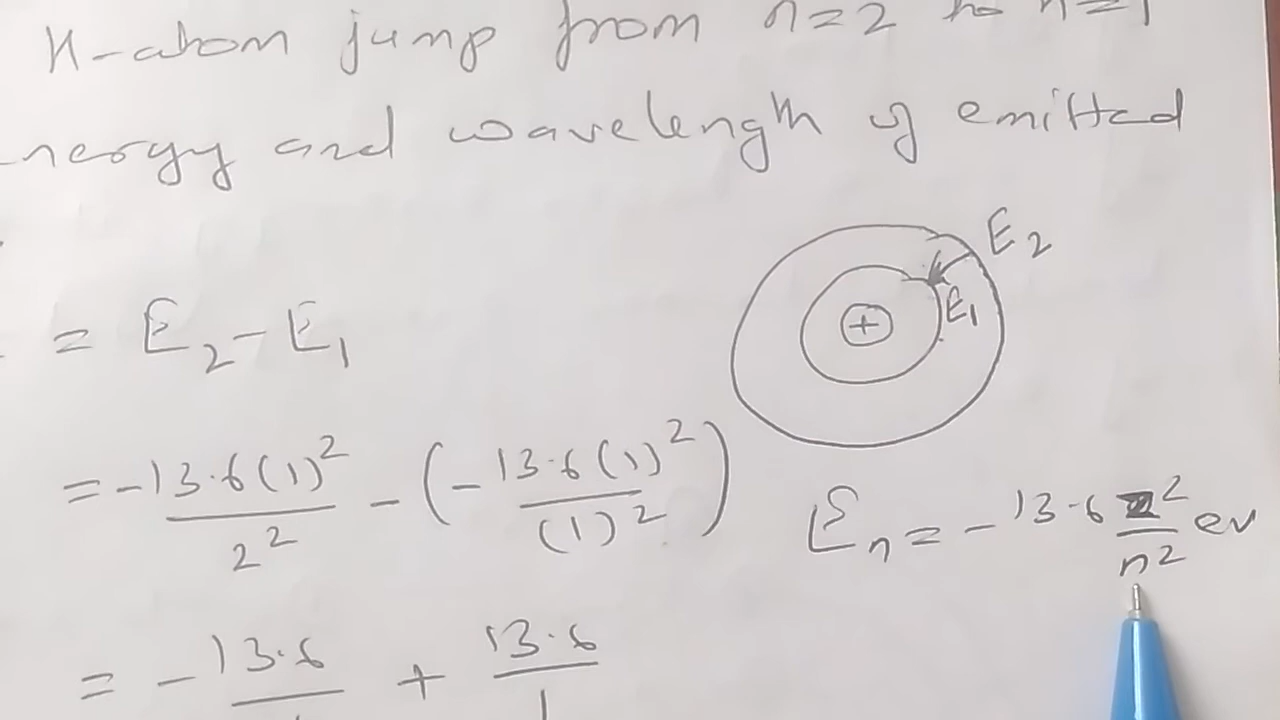 H-atom jump from n=2 to n=1
nergy and wavelength of emitted
E2
E1
+
= E2 - E1
= -13.6(1)²/2² - (-13.6(1)²/(1)²)
En = -13.6 z²/n² ev
= -13.6/ + 13.6/1